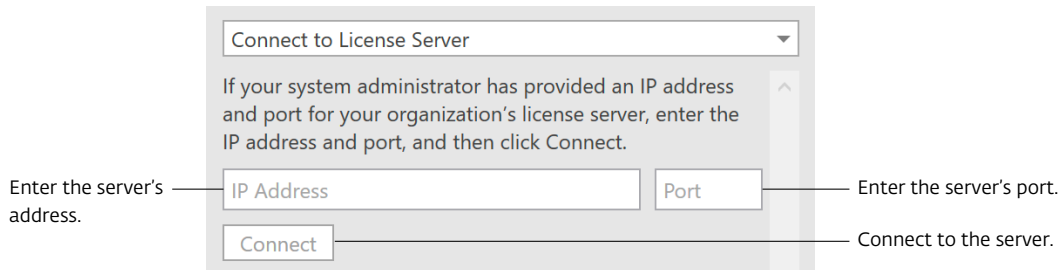 Connect to License Server
If your system administrator has provided an IP address
and port for your organization’s license server, enter the
IP address and port, and then click Connect.
Enter the server’s
address.
IP Address
Port
Enter the server’s port.
Connect
Connect to the server.